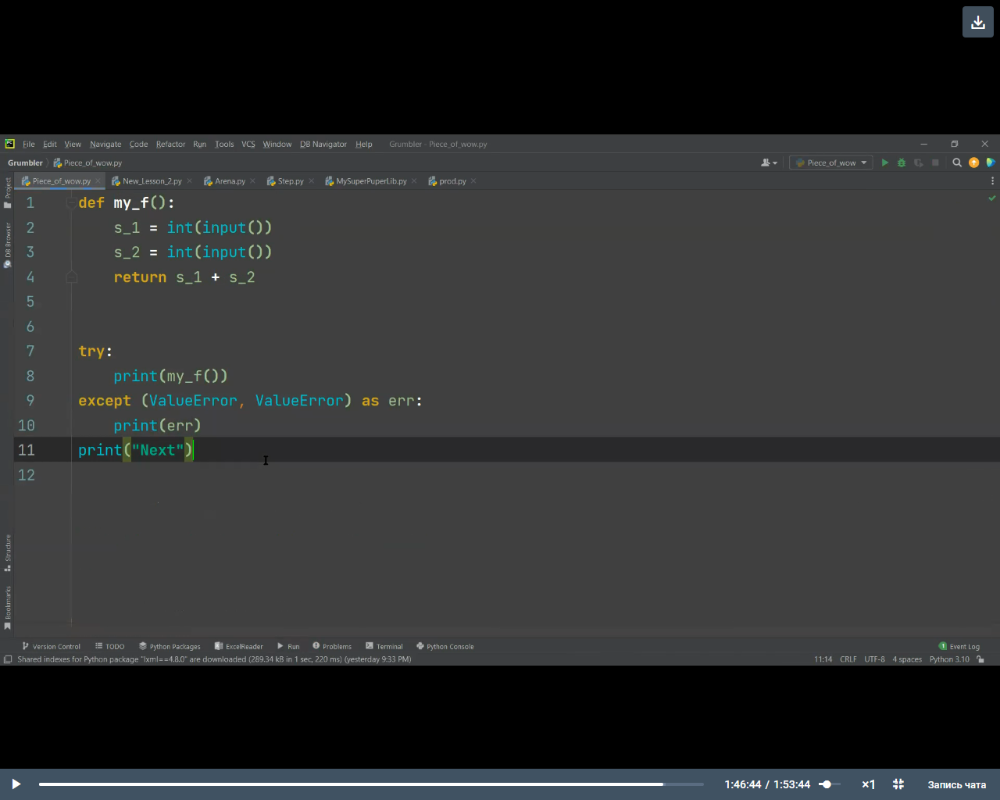 File Edit View Navigate Code Refactor Run Tools VCS Window DB Navigator Help Grumbler - Piece_of_wow.py
Grumbler Piece_of_wow.py Piece_of_wow
Piece_of_wow.py New_Lesson_2.py Arena.py Step.py MySuperPuperLib.py prod.py
Project
DB Browser
Structure
Bookmarks
1 def my_f():
2 s_1 = int(input())
3 s_2 = int(input())
4 return s_1 + s_2
5
6
7 try:
8 print(my_f())
9 except (ValueError, ValueError) as err:
10 print(err)
11 print("Next")
12
Version Control TODO Python Packages ExcelReader Run Problems Terminal Python Console 1 Event Log
Shared indexes for Python package "lxml==4.8.0" are downloaded (289.34 kB in 1 sec, 220 ms) (yesterday 9:33 PM) 11:14 CRLF UTF-8 4 spaces Python 3.10
1:46:44 / 1:53:44 ×1 Запись чата